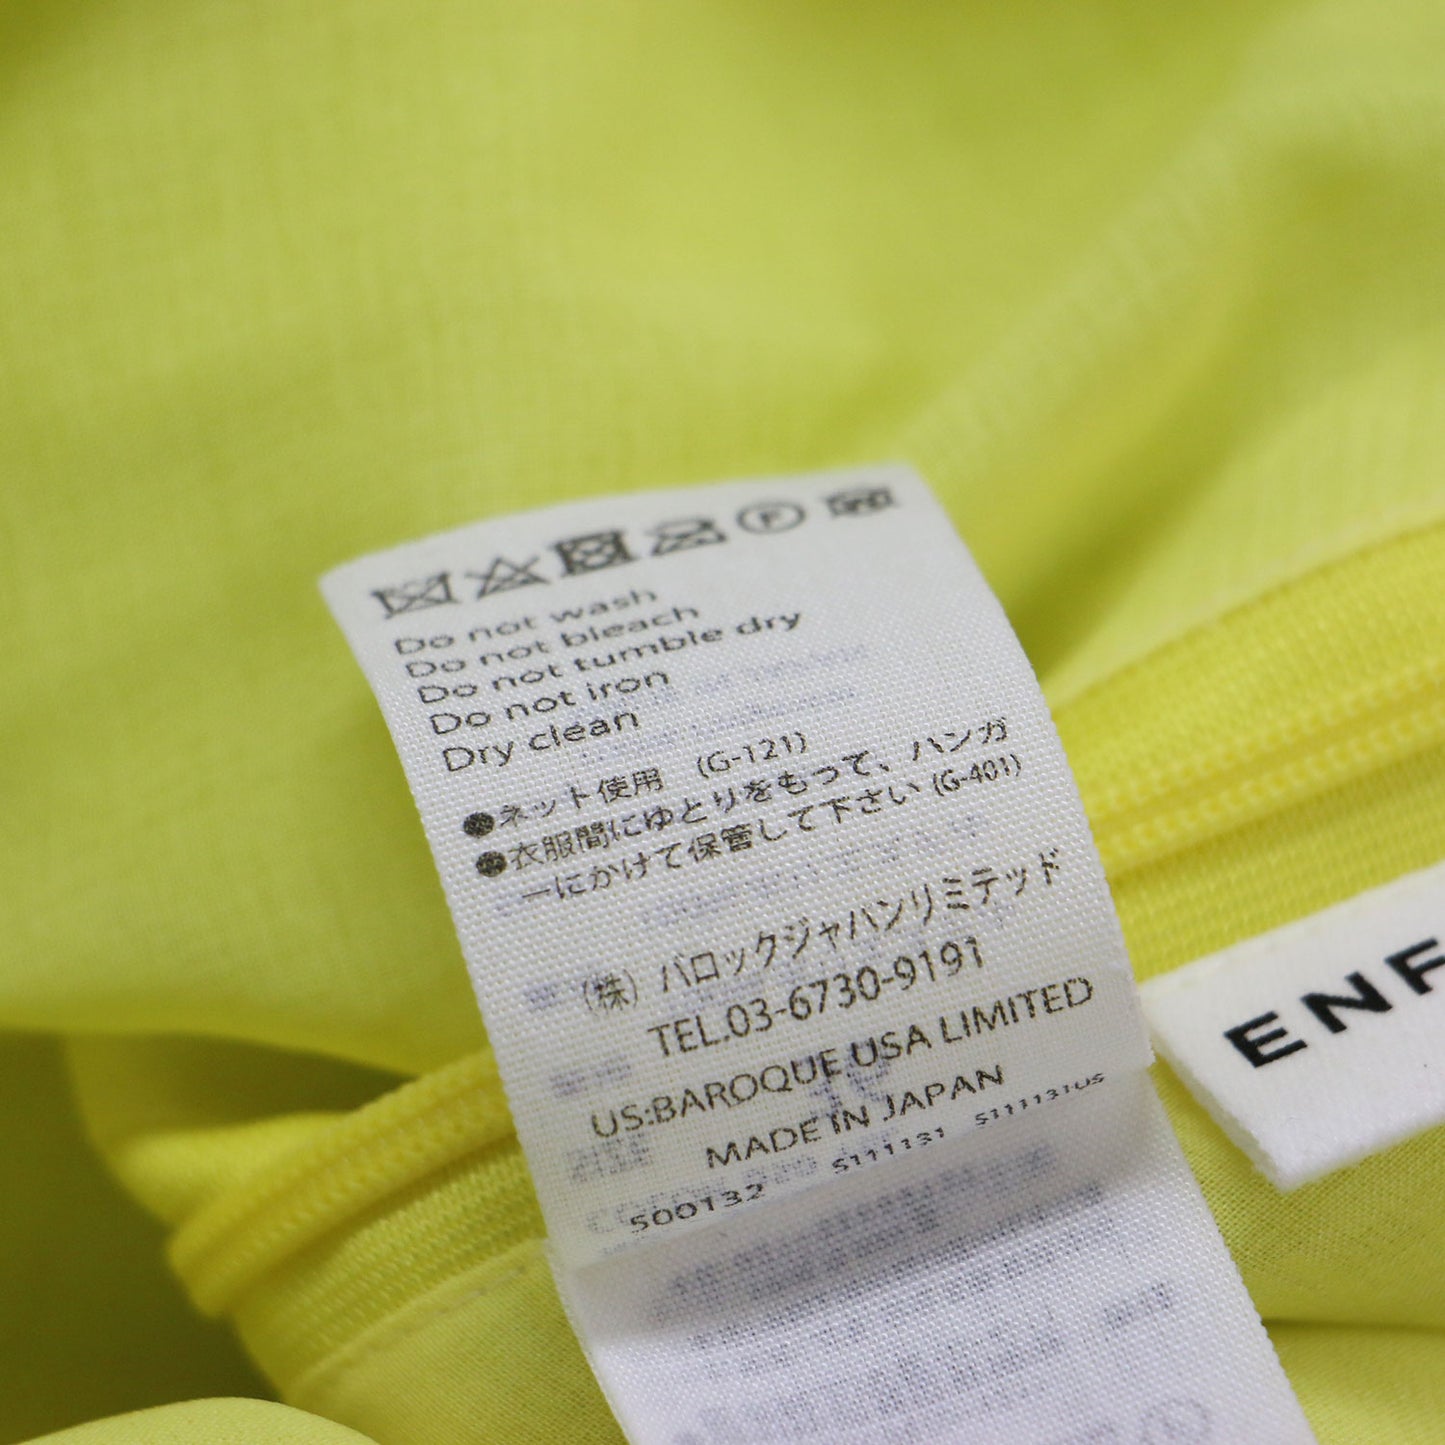 Do not wash
Do not bleach
Do not tumble dry
Do not iron
Dry clean
●ネット使用 (G-121)
●衣服間にゆとりをもって、ハンガ
ーにかけて保管して下さい (G-401)
(株) バロックジャパンリミテッド
TEL.03-6730-9191
US:BAROQUE USA LIMITED
MADE IN JAPAN
500132 S111131 S111131US
ENF